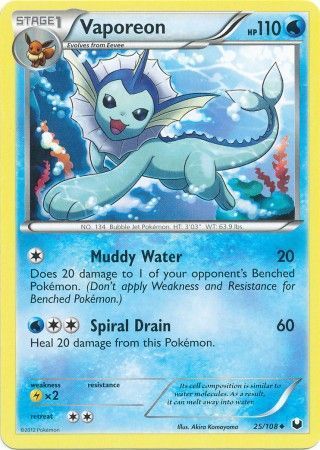 STAGE1 Vaporeon HP110
Evolves from Eevee
NO. 134 Bubble Jet Pokémon. HT: 3'03" WT: 63.9 lbs.
Muddy Water 20
Does 20 damage to 1 of your opponent's Benched
Pokémon. (Don't apply Weakness and Resistance for
Benched Pokémon.)
Spiral Drain 60
Heal 20 damage from this Pokémon.
weakness resistance
×2
retreat
Its cell composition is similar to
water molecules. As a result,
it can melt away into water.
©2012 Pokémon Illus. Akira Komayama 25/108